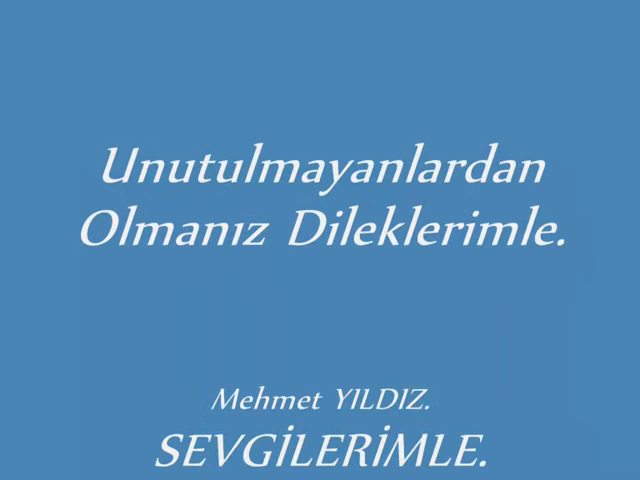 Unutulmayanlardan
Olmanız Dileklerimle.
Mehmet YILDIZ.
SEVGİLERİMLE.